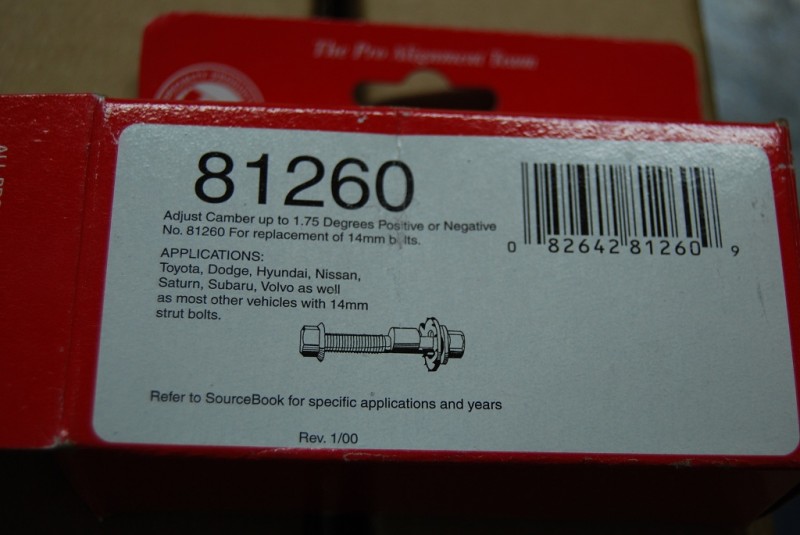 The Pro Alignment Team
81260
Adjust Camber up to 1.75 Degrees Positive or Negative
No. 81260 For replacement of 14mm bolts.
APPLICATIONS:
Toyota, Dodge, Hyundai, Nissan,
Saturn, Subaru, Volvo as well
as most other vehicles with 14mm
strut bolts.
0 82642 81260 9
Refer to SourceBook for specific applications and years
Rev. 1/00